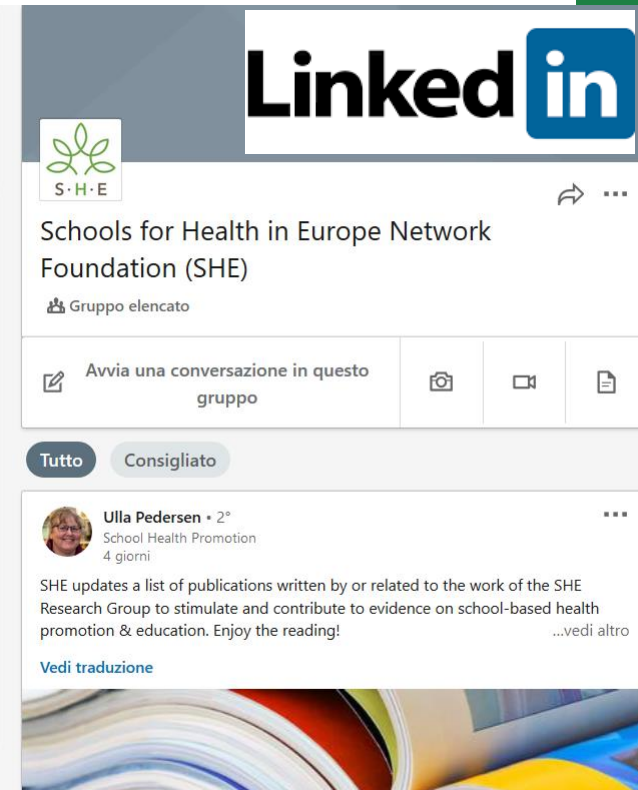 Linked in
S·H·E
Schools for Health in Europe Network
Foundation (SHE)
Gruppo elencato
Avvia una conversazione in questo
gruppo
Tutto
Consigliato
Ulla Pedersen • 2°
School Health Promotion
4 giorni
SHE updates a list of publications written by or related to the work of the SHE
Research Group to stimulate and contribute to evidence on school-based health
promotion & education. Enjoy the reading!
...vedi altro
Vedi traduzione